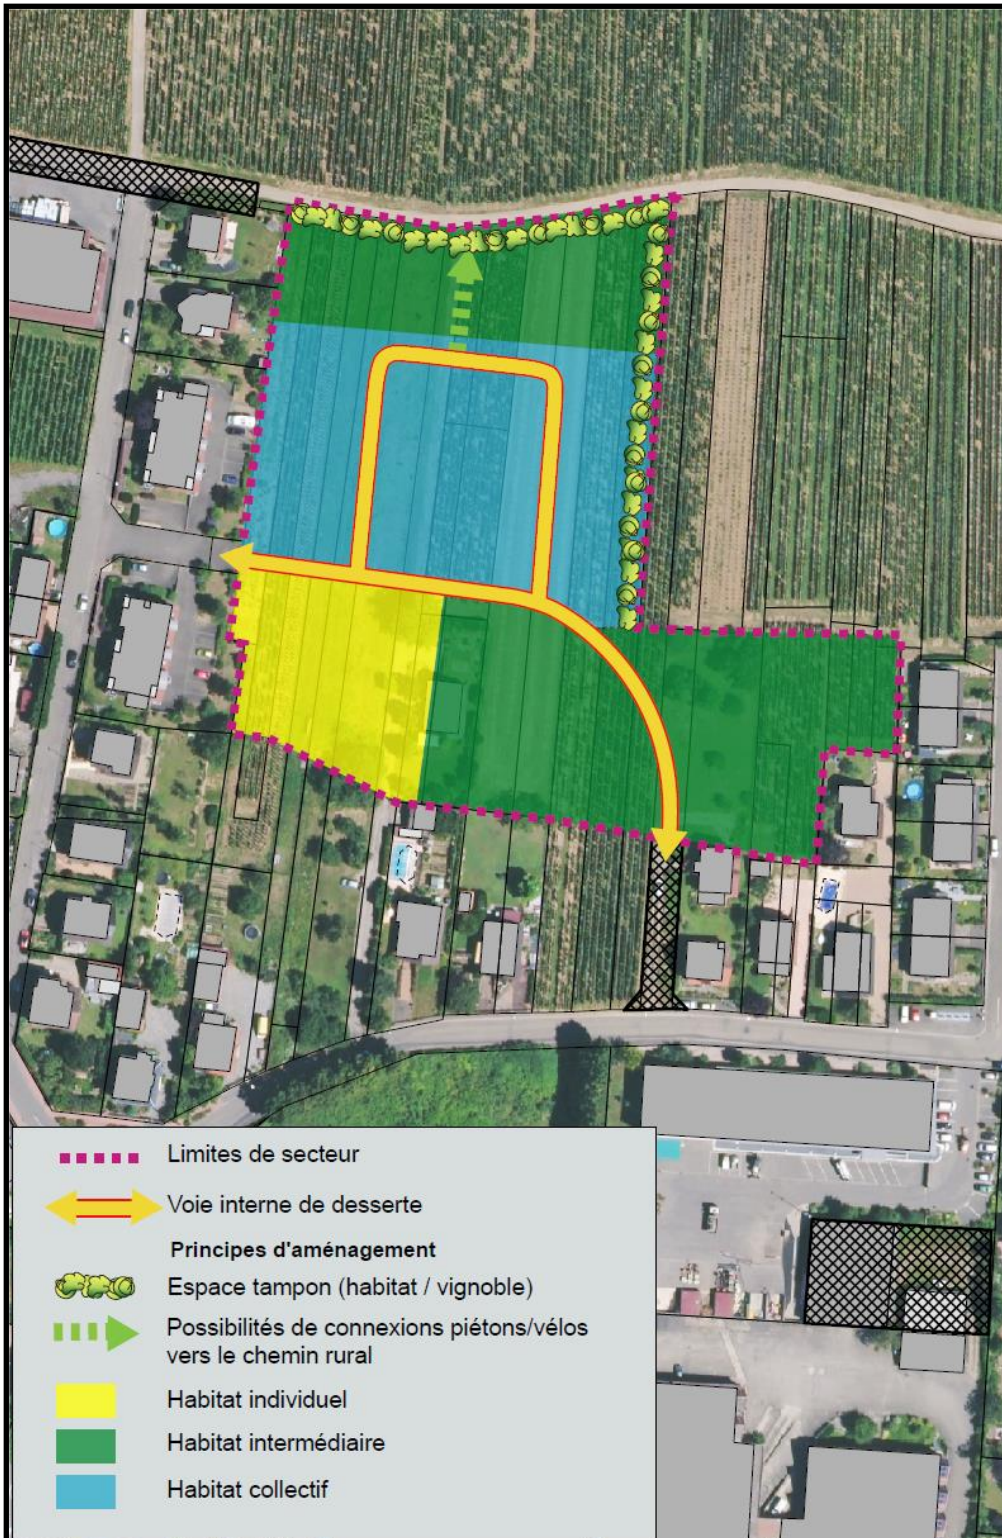 Limites de secteur
Voie interne de desserte
Principes d'aménagement
Espace tampon (habitat / vignoble)
Possibilités de connexions piétons/vélos
vers le chemin rural
Habitat individuel
Habitat intermédiaire
Habitat collectif